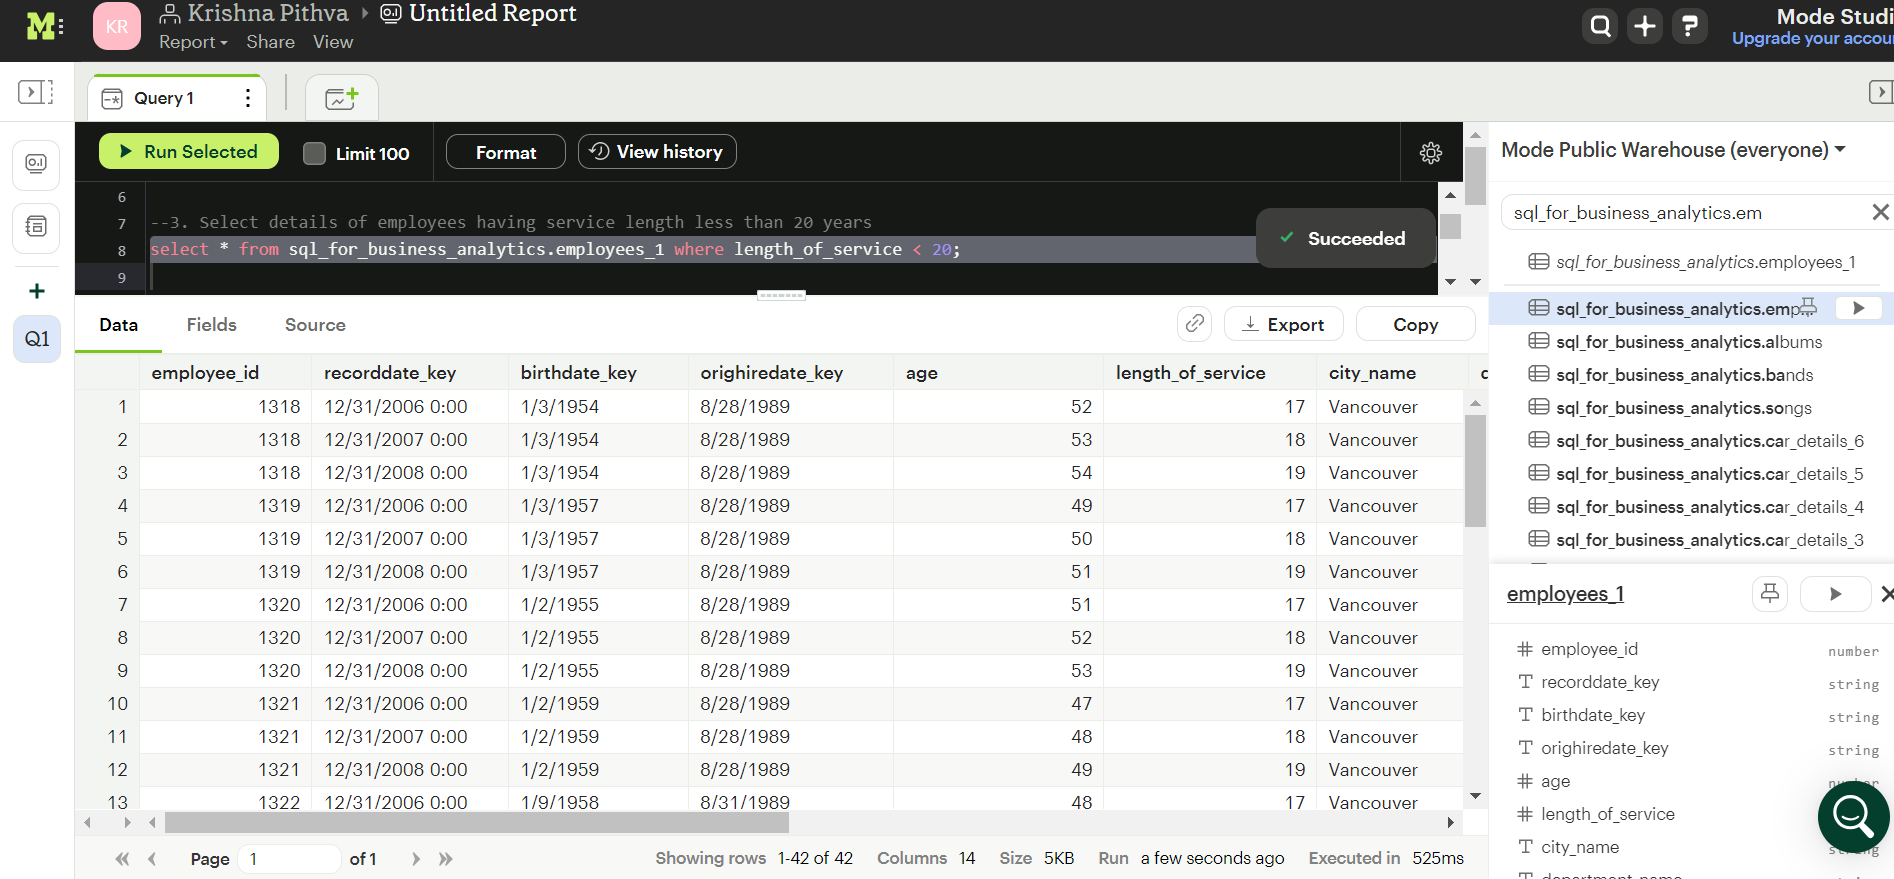 M
KR
Krishna Pithva
Untitled Report
Report Share View
Mode Studi
Upgrade your accou
Query 1
Run Selected
Limit 100
Format
View history
6
7 --3. Select details of employees having service length less than 20 years
8 select * from sql_for_business_analytics.employees_1 where length_of_service < 20;
9
Succeeded
Q1
Data Fields Source
Export
Copy
employee_id recorddate_key birthdate_key orighiredate_key age length_of_service city_name
1 1318 12/31/2006 0:00 1/3/1954 8/28/1989 52 17 Vancouver
2 1318 12/31/2007 0:00 1/3/1954 8/28/1989 53 18 Vancouver
3 1318 12/31/2008 0:00 1/3/1954 8/28/1989 54 19 Vancouver
4 1319 12/31/2006 0:00 1/3/1957 8/28/1989 49 17 Vancouver
5 1319 12/31/2007 0:00 1/3/1957 8/28/1989 50 18 Vancouver
6 1319 12/31/2008 0:00 1/3/1957 8/28/1989 51 19 Vancouver
7 1320 12/31/2006 0:00 1/2/1955 8/28/1989 51 17 Vancouver
8 1320 12/31/2007 0:00 1/2/1955 8/28/1989 52 18 Vancouver
9 1320 12/31/2008 0:00 1/2/1955 8/28/1989 53 19 Vancouver
10 1321 12/31/2006 0:00 1/2/1959 8/28/1989 47 17 Vancouver
11 1321 12/31/2007 0:00 1/2/1959 8/28/1989 48 18 Vancouver
12 1321 12/31/2008 0:00 1/2/1959 8/28/1989 49 19 Vancouver
13 1322 12/31/2006 0:00 1/9/1958 8/31/1989 48 17 Vancouver
Page 1 of 1
Showing rows 1-42 of 42 Columns 14 Size 5KB Run a few seconds ago Executed in 525ms
Mode Public Warehouse (everyone)
sql_for_business_analytics.em
sql_for_business_analytics.employees_1
sql_for_business_analytics.emp...
sql_for_business_analytics.albums
sql_for_business_analytics.bands
sql_for_business_analytics.songs
sql_for_business_analytics.car_details_6
sql_for_business_analytics.car_details_5
sql_for_business_analytics.car_details_4
sql_for_business_analytics.car_details_3
employees_1
# employee_id number
T recorddate_key string
T birthdate_key string
T orighiredate_key string
# age number
# length_of_service
T city_name string